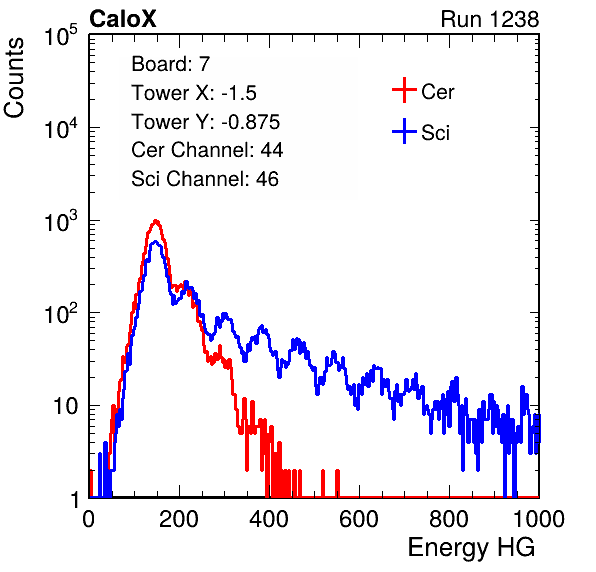 CaloX Run 1238
Counts
Board: 7
Tower X: -1.5
Tower Y: -0.875
Cer Channel: 44
Sci Channel: 46
Cer
Sci
10^5
10^4
10^3
10^2
10
1
0 200 400 600 800 1000
Energy HG